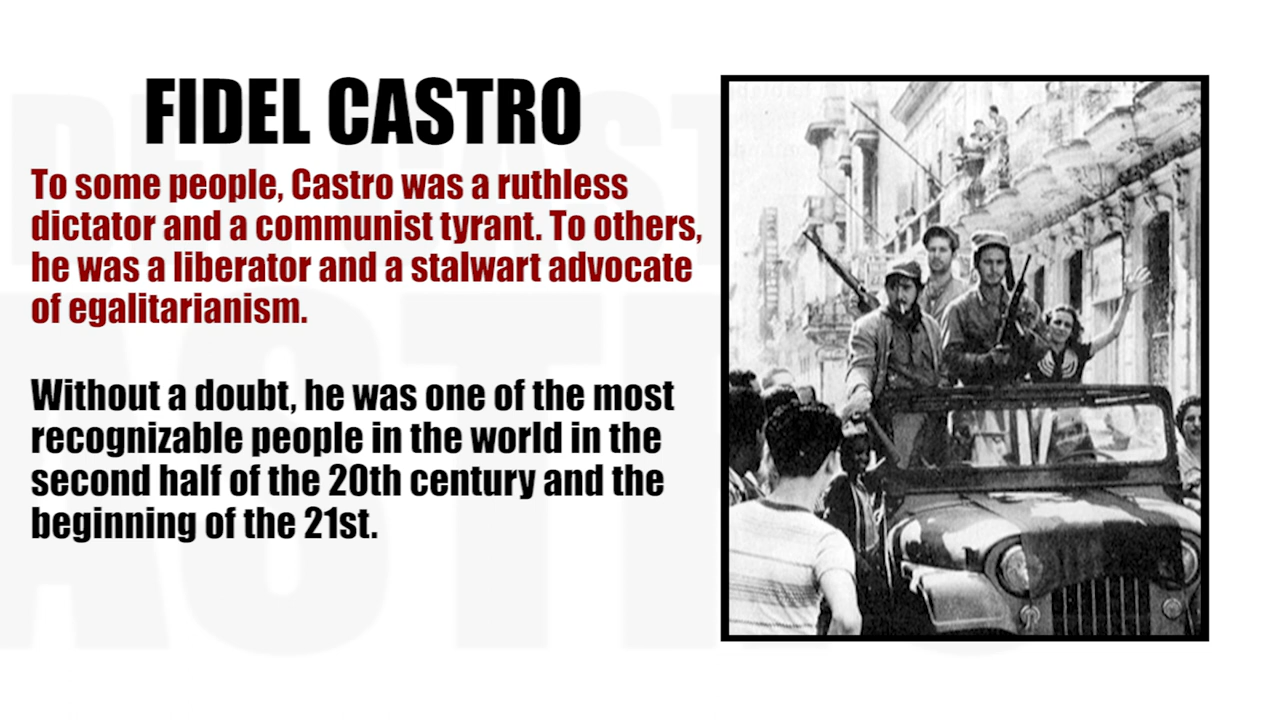 FIDEL CASTRO
To some people, Castro was a ruthless
dictator and a communist tyrant. To others,
he was a liberator and a stalwart advocate
of egalitarianism.
Without a doubt, he was one of the most
recognizable people in the world in the
second half of the 20th century and the
beginning of the 21st.